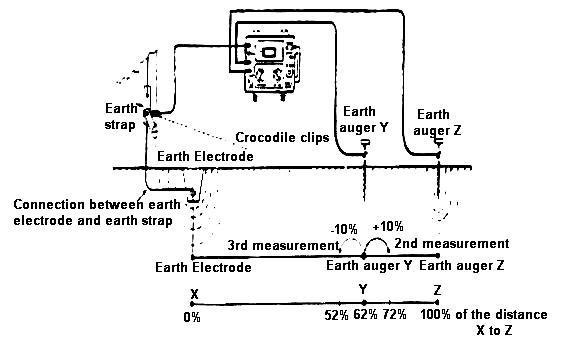 Earth
auger Y
Earth
auger Z
Earth
strap
Crocodile clips
Earth Electrode
Connection between earth
electrode and earth strap
-10%
+10%
3rd measurement
2nd measurement
Earth Electrode
Earth auger Y
Earth auger Z
X
Y
Z
0%
52%
62%
72%
100% of the distance
X to Z